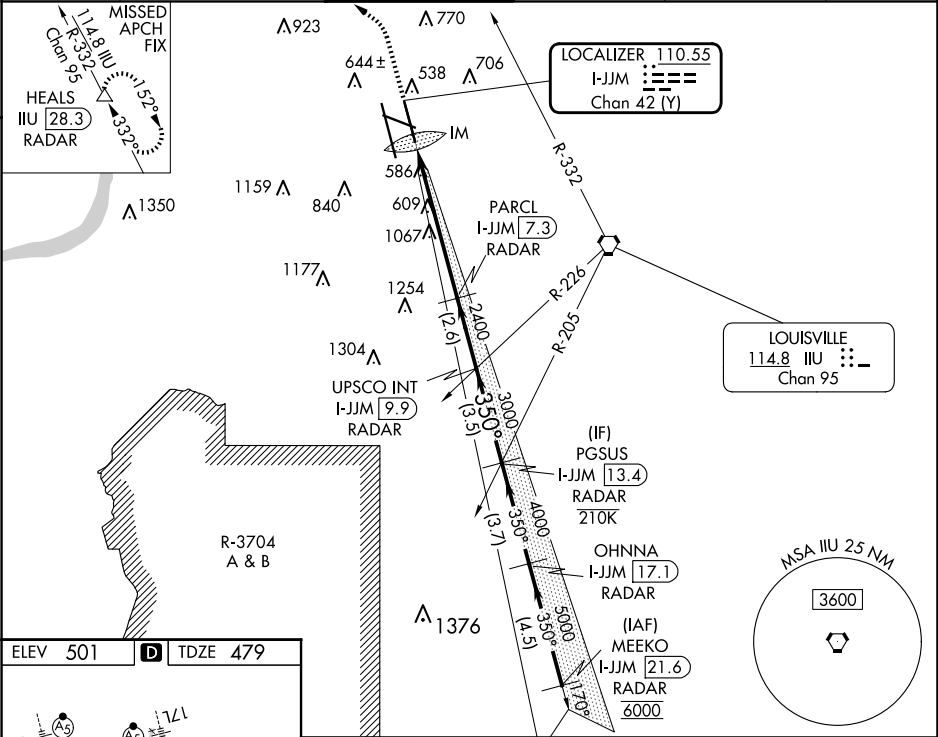 MISSED
APCH
FIX
114.8 IIU
R-332
Chan 95
HEALS
IIU 28.3
RADAR
152°
332°
923
770
644±
538
706
LOCALIZER 110.55
I-JJM
Chan 42 (Y)
IM
R-332
586
1159
840
1350
609
1067
PARCL
I-JJM 7.3
RADAR
1177
1254
R-226
R-205
2400
(2.6)
LOUISVILLE
114.8 IIU
Chan 95
1304
UPSCO INT
I-JJM 9.9
RADAR
3000
350°
(3.5)
(IF)
PGSUS
I-JJM 13.4
RADAR
210K
4000
350°
(3.7)
R-3704
A & B
OHNNA
I-JJM 17.1
RADAR
MSA IIU 25 NM
3600
1376
5000
350°
(4.5)
(IAF)
MEEKO
I-JJM 21.6
RADAR
6000
170°
ELEV 501 D TDZE 479
A5
17L